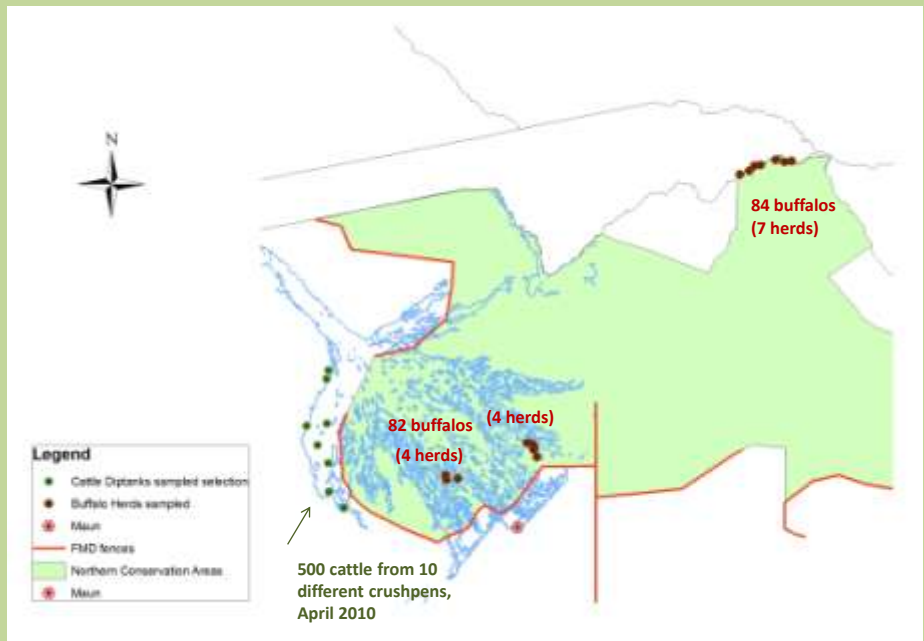 N
84 buffalos
(7 herds)
82 buffalos
(4 herds)
(4 herds)
Legend
Cattle Diptanks sampled selection
Buffalo Herds sampled
Maun
FMD fences
Northern Conservation Areas
Maun
500 cattle from 10
different crushpens,
April 2010